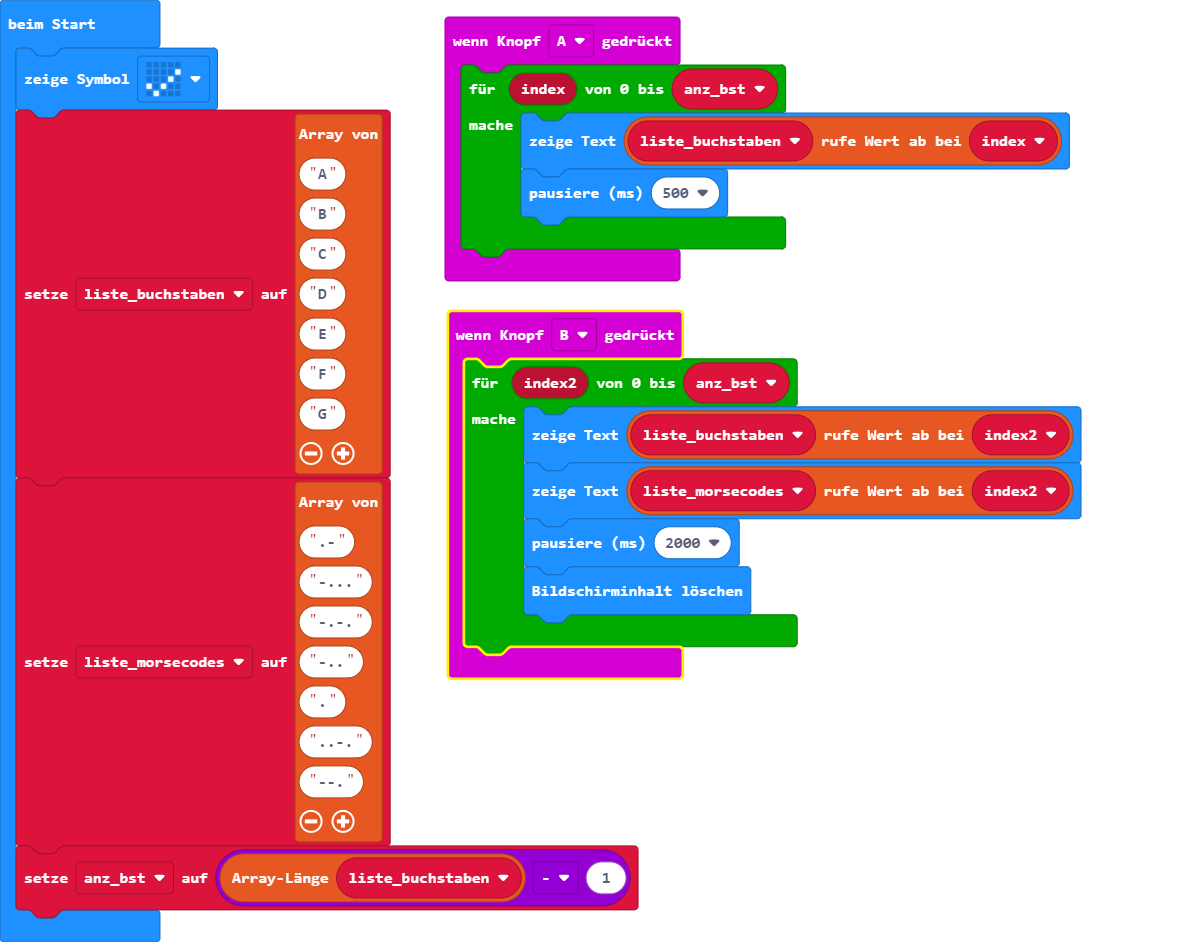 beim Start
zeige Symbol
setze liste_buchstaben auf
Array von
"A"
"B"
"C"
"D"
"E"
"F"
"G"
setze liste_morsecodes auf
Array von
".-"
"-..."
"-.-."
"-.."
"."
"..-."
"--."
setze anz_bst auf Array-Länge liste_buchstaben - 1
wenn Knopf A gedrückt
für index von 0 bis anz_bst
mache
zeige Text liste_buchstaben rufe Wert ab bei index
pausiere (ms) 500
wenn Knopf B gedrückt
für index2 von 0 bis anz_bst
mache
zeige Text liste_buchstaben rufe Wert ab bei index2
zeige Text liste_morsecodes rufe Wert ab bei index2
pausiere (ms) 2000
Bildschirminhalt löschen